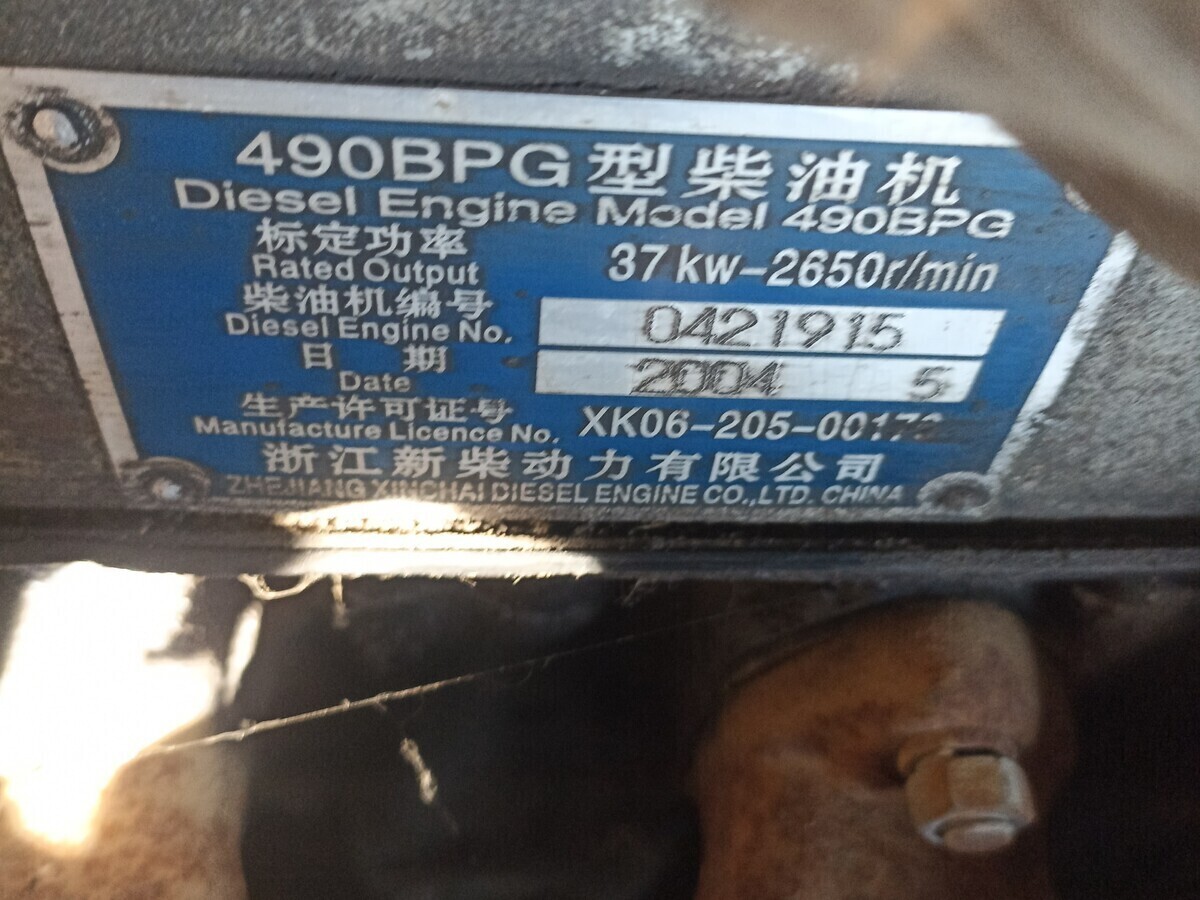 490BPG型柴油机
Diesel Engine Model 490BPG
标定功率
Rated Output 37kw-2650r/min
柴油机编号
Diesel Engine No. 0421915
日 期
Date 2004 5
生产许可证号
Manufacture Licence No. XK06-205-00173
浙江新柴动力有限公司
ZHEJIANG XINCHAI DIESEL ENGINE CO.,LTD. CHINA